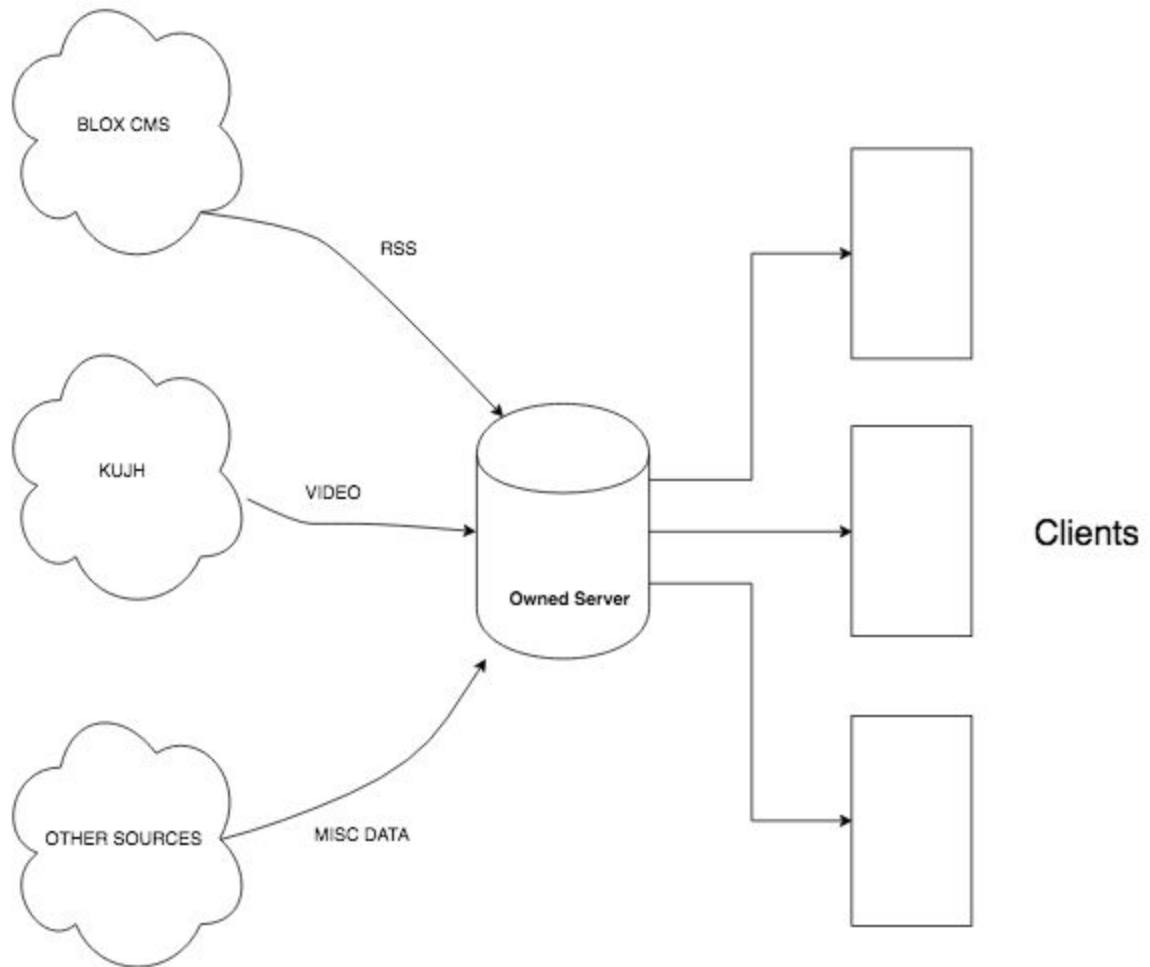 BLOX CMS
RSS
KUJH
VIDEO
Owned Server
Clients
OTHER SOURCES
MISC DATA